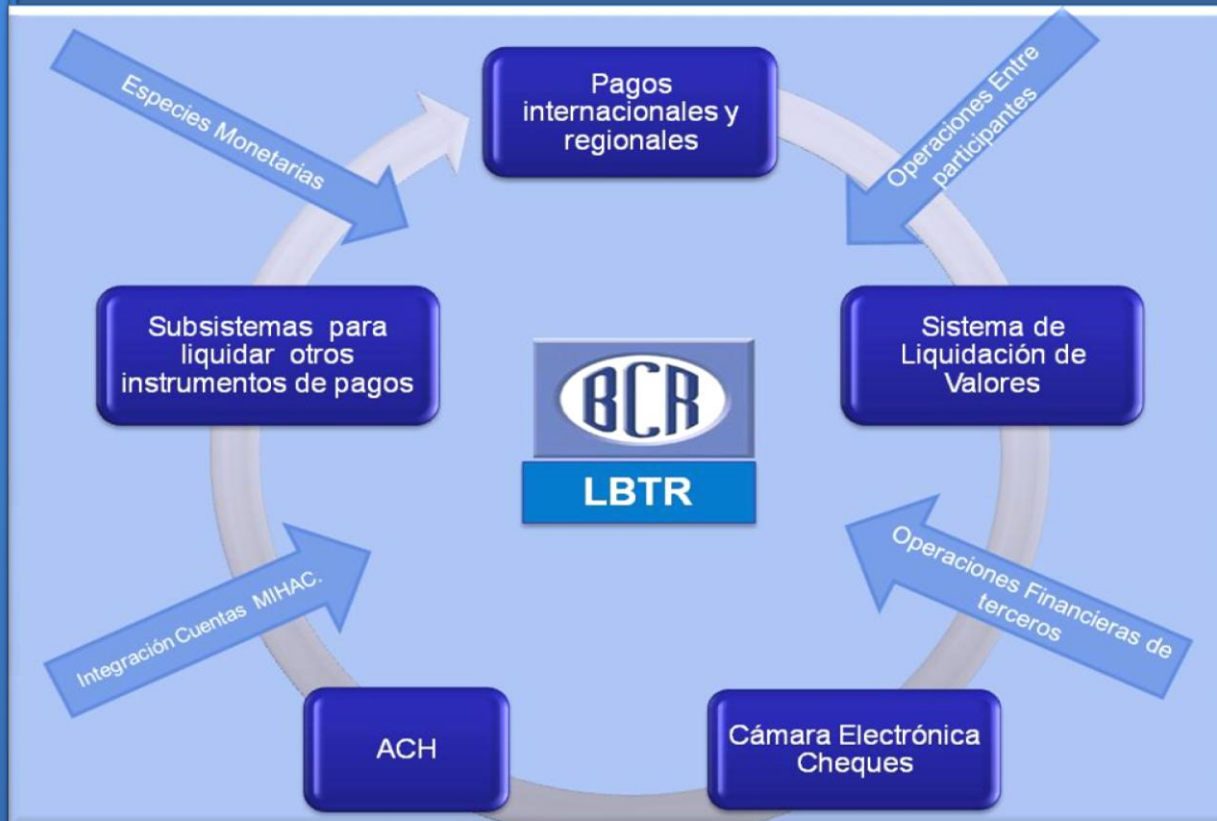 Especies Monetarias
Pagos
internacionales y
regionales
Operaciones Entre
participantes
Subsistemas para
liquidar otros
instrumentos de pagos
BCR
LBTR
Sistema de
Liquidación de
Valores
Integración Cuentas MIHAC.
Operaciones Financieras de
terceros
ACH
Cámara Electrónica
Cheques